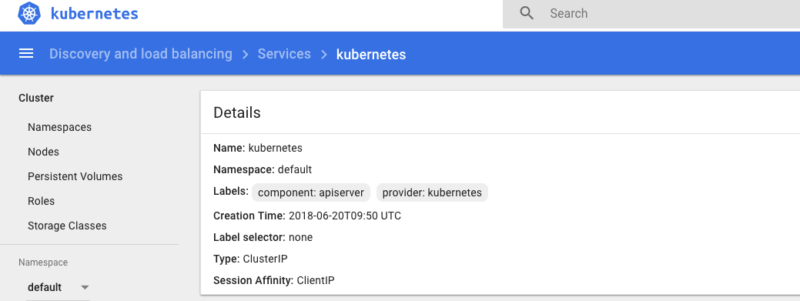 kubernetes
Search
Discovery and load balancing > Services > kubernetes
Cluster
Namespaces
Nodes
Persistent Volumes
Roles
Storage Classes
Namespace
default
Details
Name: kubernetes
Namespace: default
Labels: component: apiserver provider: kubernetes
Creation Time: 2018-06-20T09:50 UTC
Label selector: none
Type: ClusterIP
Session Affinity: ClientIP